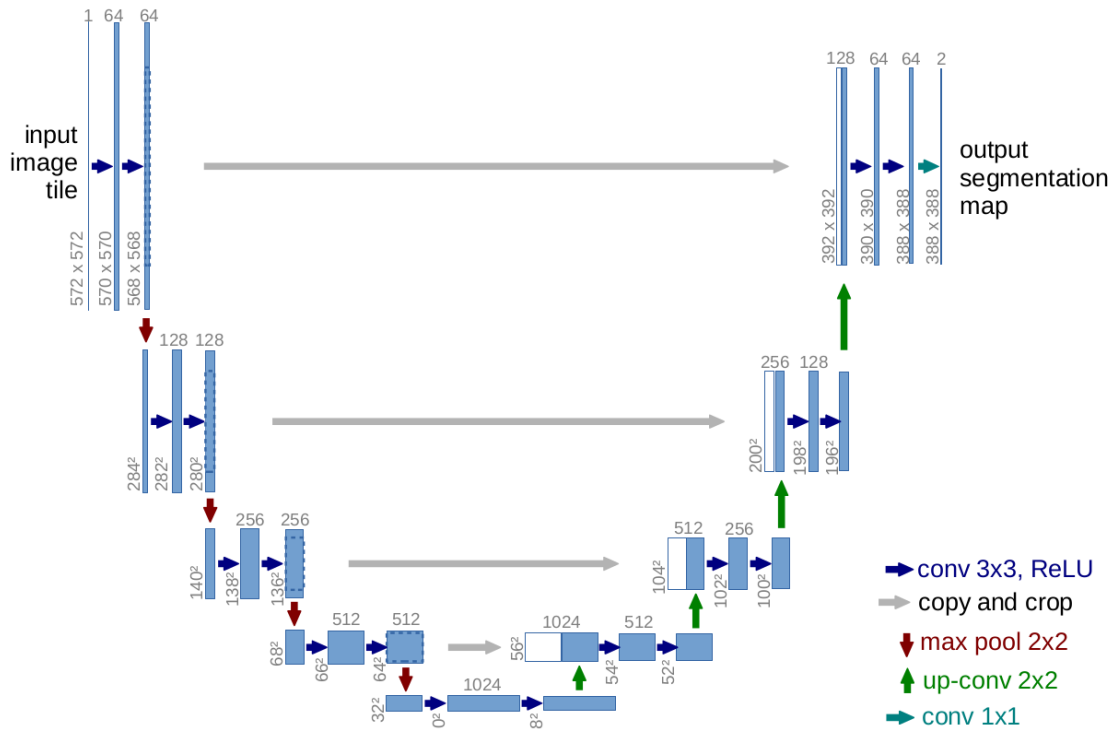 1
64
64
input
image
tile
572 x 572
570 x 570
568 x 568
128
64
64
2
output
segmentation
map
392 x 392
390 x 390
388 x 388
388 x 388
128
128
284²
282²
280²
256
128
200²
198²
196²
256
256
140²
138²
136²
512
256
104²
102²
100²
512
512
68²
66²
64²
1024
512
56²
54²
52²
1024
32²
0²
8²
conv 3x3, ReLU
copy and crop
max pool 2x2
up-conv 2x2
conv 1x1